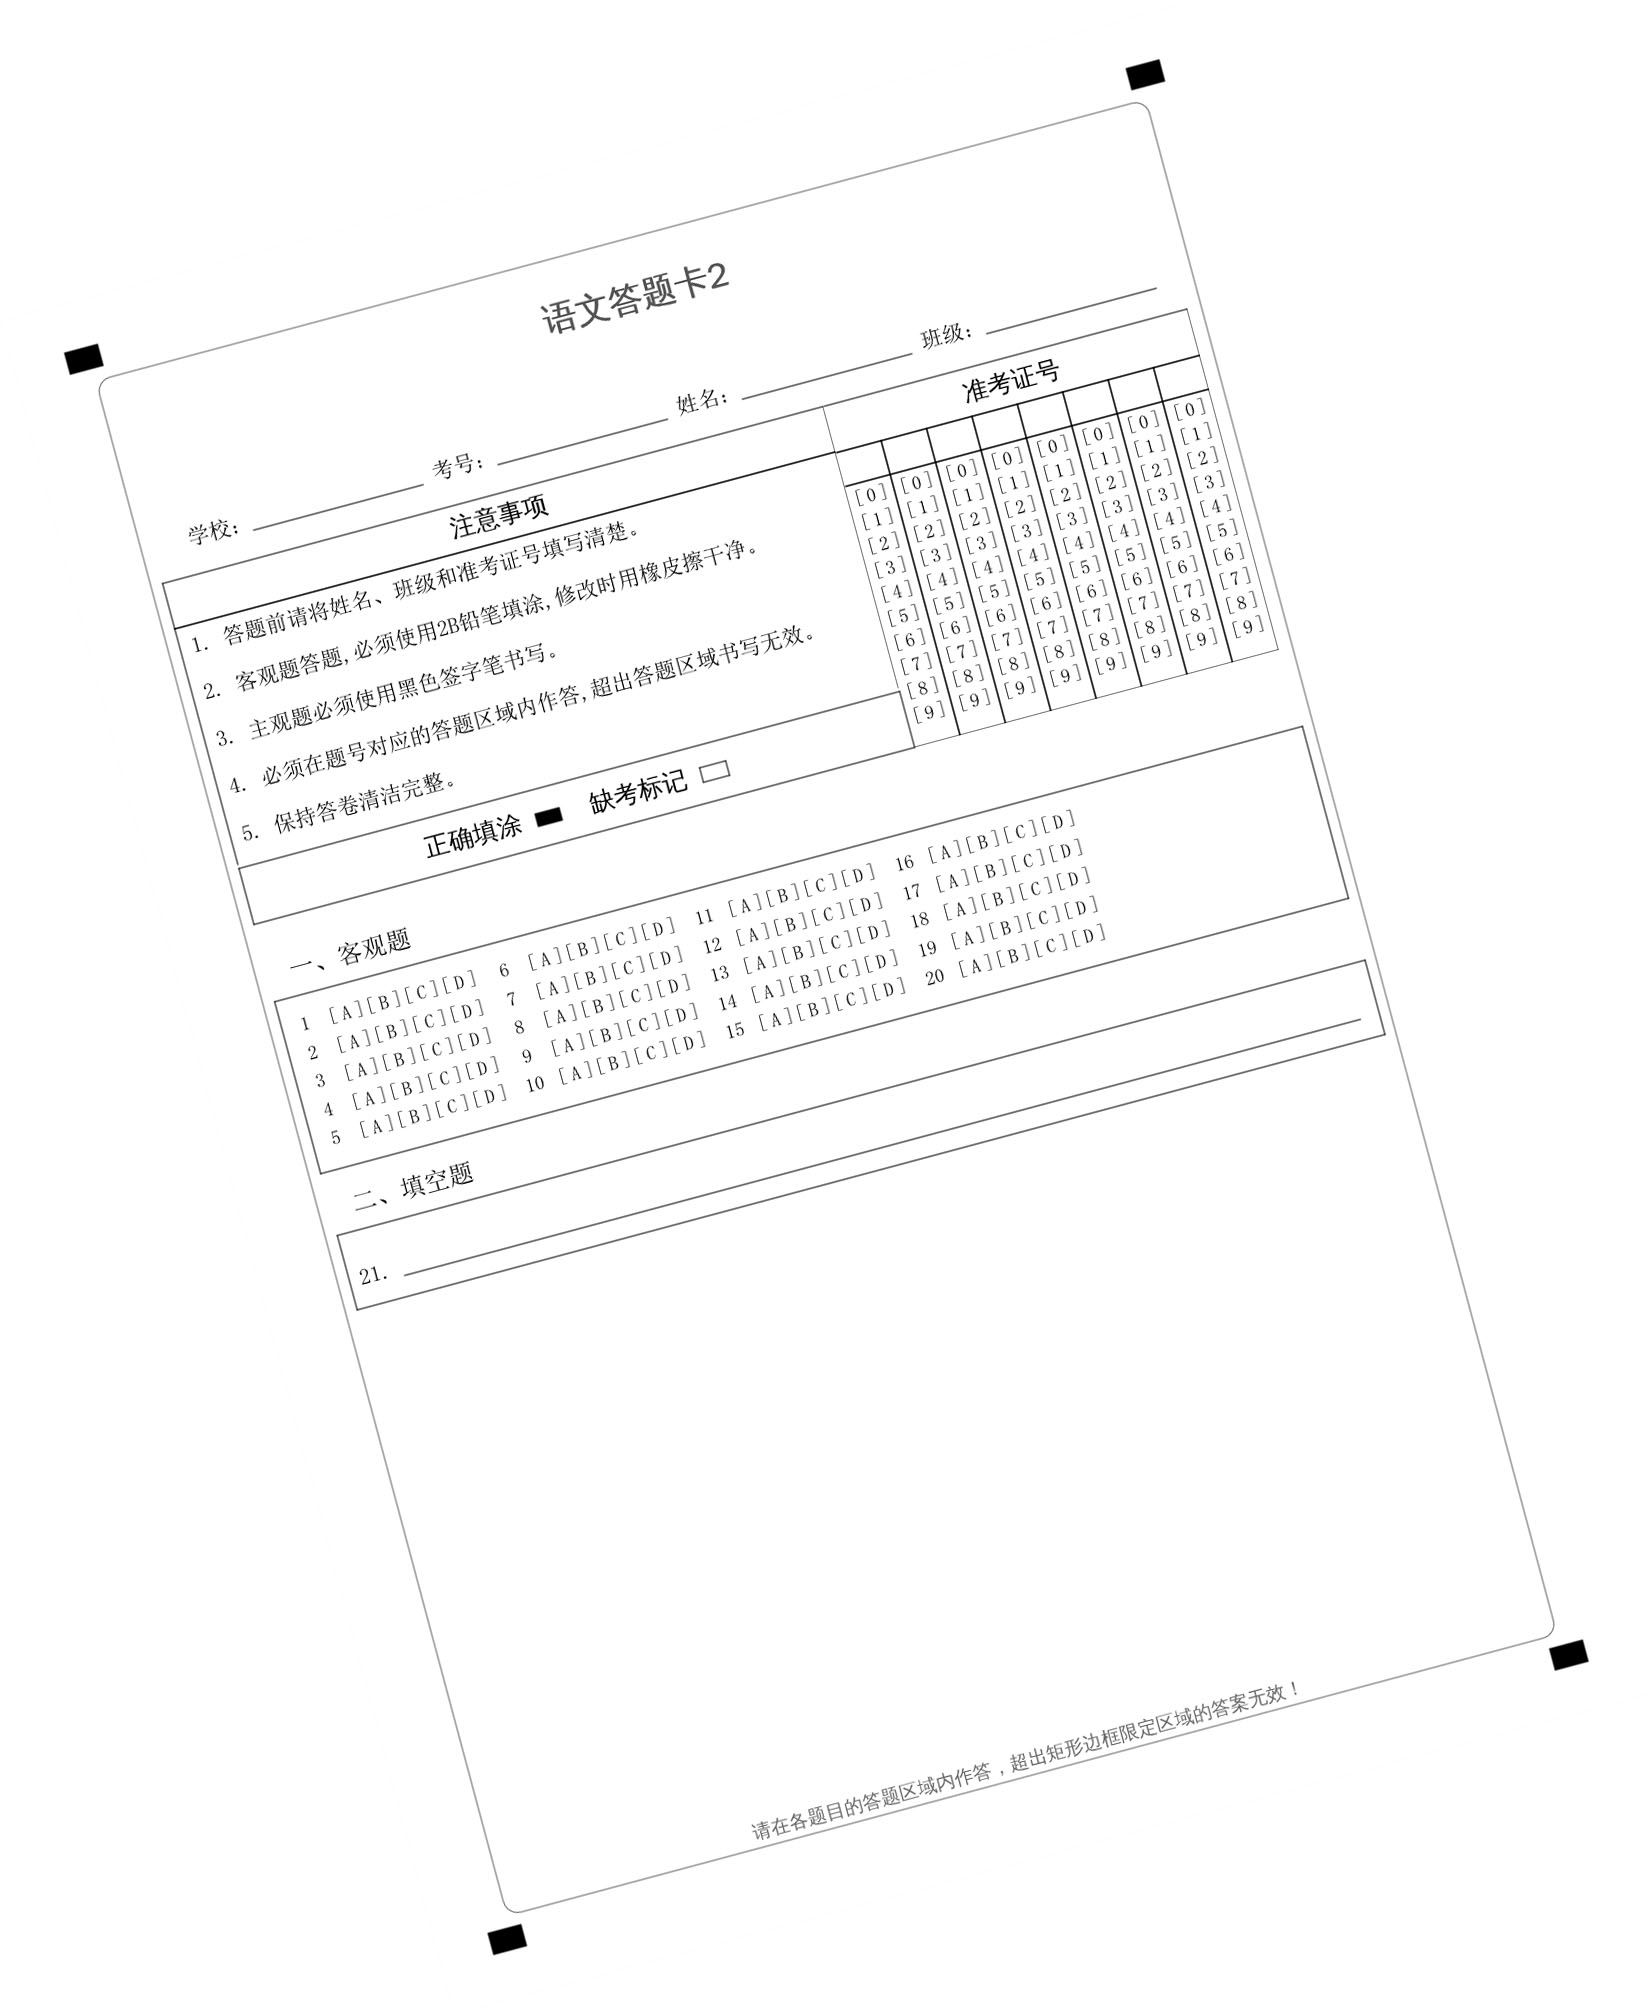 语文答题卡2
学校: 考号: 姓名: 班级:
注意事项
1. 答题前请将姓名、班级和准考证号填写清楚。
2. 客观题答题,必须使用2B铅笔填涂,修改时用橡皮擦干净。
3. 主观题必须使用黑色签字笔书写。
4. 必须在题号对应的答题区域内作答,超出答题区域书写无效。
5. 保持答卷清洁完整。
正确填涂 缺考标记
准考证号
[0] [0] [0] [0] [0] [0] [0] [0]
[1] [1] [1] [1] [1] [1] [1] [1]
[2] [2] [2] [2] [2] [2] [2] [2]
[3] [3] [3] [3] [3] [3] [3] [3]
[4] [4] [4] [4] [4] [4] [4] [4]
[5] [5] [5] [5] [5] [5] [5] [5]
[6] [6] [6] [6] [6] [6] [6] [6]
[7] [7] [7] [7] [7] [7] [7] [7]
[8] [8] [8] [8] [8] [8] [8] [8]
[9] [9] [9] [9] [9] [9] [9] [9]
一、客观题
1 [A][B][C][D] 6 [A][B][C][D] 11 [A][B][C][D] 16 [A][B][C][D]
2 [A][B][C][D] 7 [A][B][C][D] 12 [A][B][C][D] 17 [A][B][C][D]
3 [A][B][C][D] 8 [A][B][C][D] 13 [A][B][C][D] 18 [A][B][C][D]
4 [A][B][C][D] 9 [A][B][C][D] 14 [A][B][C][D] 19 [A][B][C][D]
5 [A][B][C][D] 10 [A][B][C][D] 15 [A][B][C][D] 20 [A][B][C][D]
二、填空题
21.
请在各题目的答题区域内作答，超出矩形边框限定区域的答案无效！